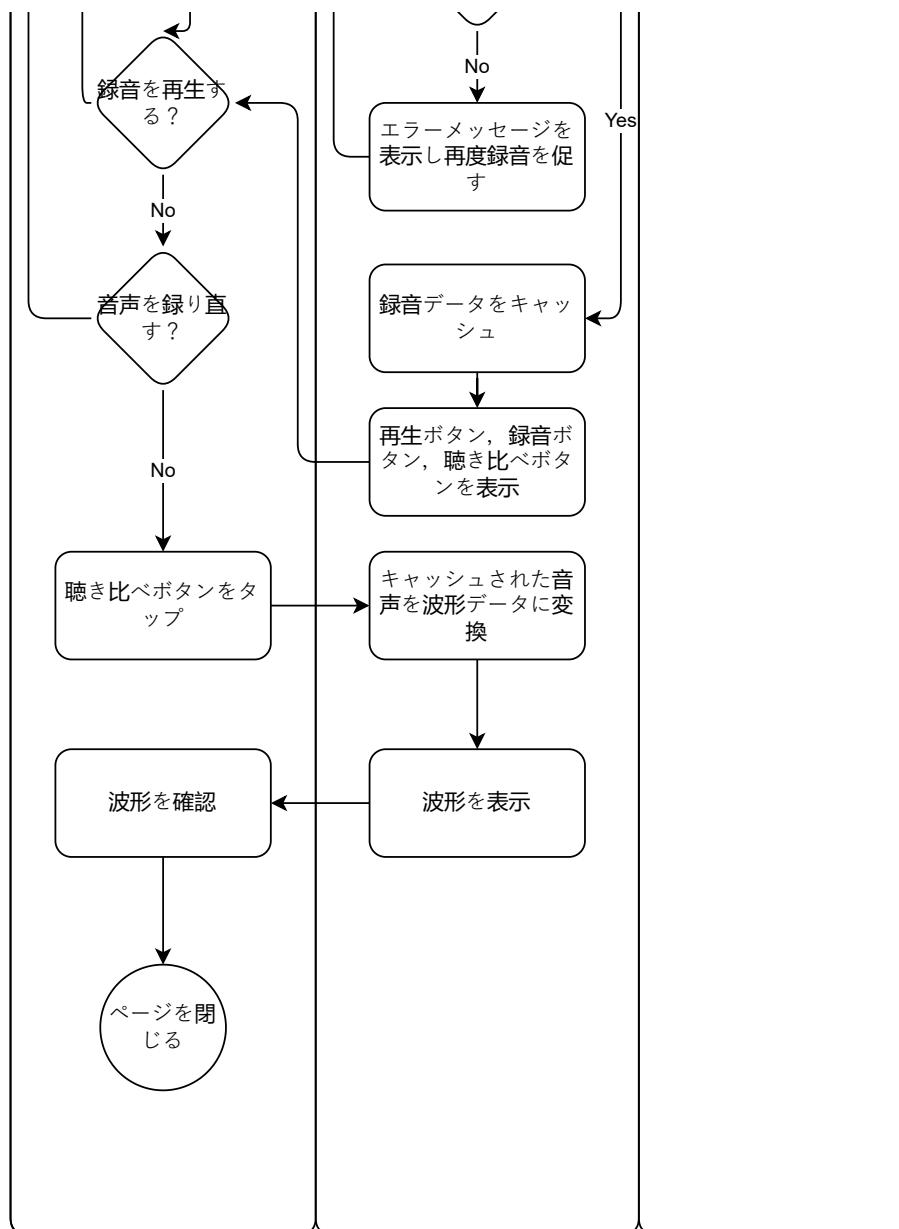 録音を再生す
る？
No
音声を録り直
す？
No
聴き比べボタンをタ
ップ
波形を確認
ページを閉
じる
No
Yes
エラーメッセージを
表示し再度録音を促
す
録音データをキャッ
シュ
再生ボタン，録音ボ
タン，聴き比べボタ
ンを表示
キャッシュされた音
声を波形データに変
換
波形を表示